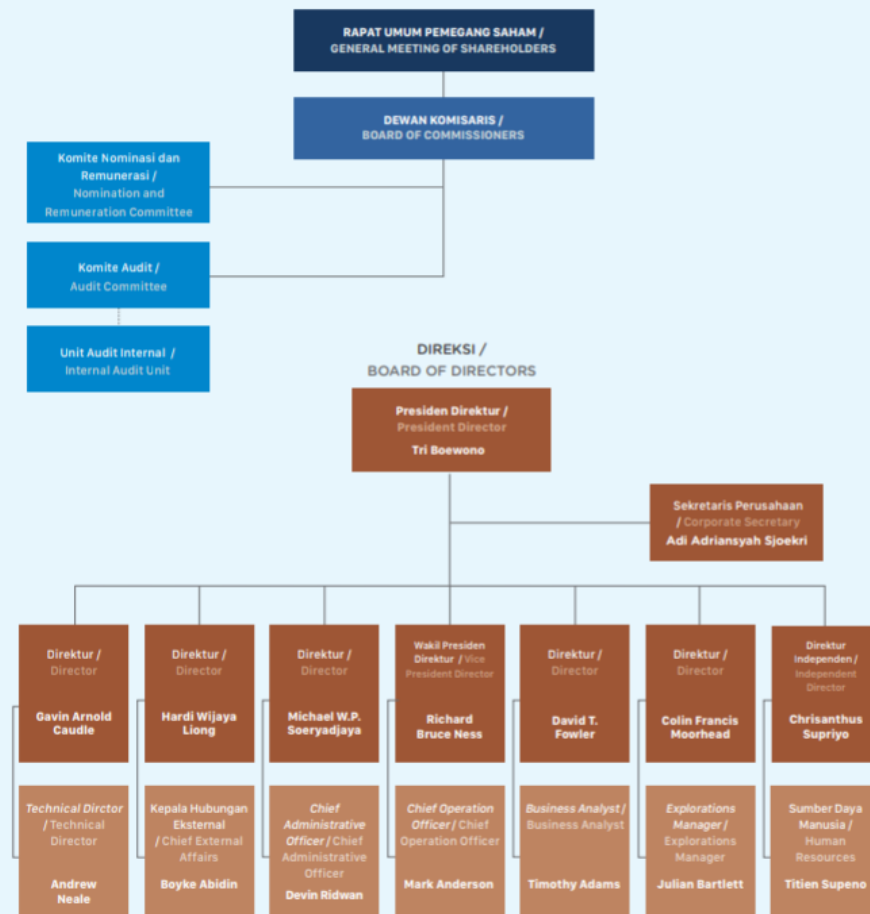 RAPAT UMUM PEMEGANG SAHAM /
GENERAL MEETING OF SHAREHOLDERS
DEWAN KOMISARIS /
BOARD OF COMMISSIONERS
Komite Nominasi dan
Remunerasi /
Nomination and
Remuneration Committee
Komite Audit /
Audit Committee
Unit Audit Internal /
Internal Audit Unit
DIREKSI /
BOARD OF DIRECTORS
Presiden Direktur /
President Director
Tri Boewono
Sekretaris Perusahaan
/ Corporate Secretary
Adi Adriansyah Sjoekri
Direktur /
Director
Gavin Arnold
Caudle
Direktur /
Director
Hardi Wijaya
Liong
Direktur /
Director
Michael W.P.
Soeryadjaya
Wakil Presiden
Direktur / Vice
President Director
Richard
Bruce Ness
Direktur /
Director
David T.
Fowler
Direktur /
Director
Colin Francis
Moorhead
Direktur
Independen /
Independent
Director
Chrisanthus
Supriyo
Technical Dirctor
/ Technical
Director
Andrew
Neale
Kepala Hubungan
Eksternal
/ Chief External
Affairs
Boyke Abidin
Chief
Administrative
Officer / Chief
Administrative
Officer
Devin Ridwan
Chief Operation
Officer / Chief
Operation Officer
Mark Anderson
Business Analyst /
Business Analyst
Timothy Adams
Explorations
Manager /
Explorations
Manager
Julian Bartlett
Sumber Daya
Manusia /
Human
Resources
Titien Supeno